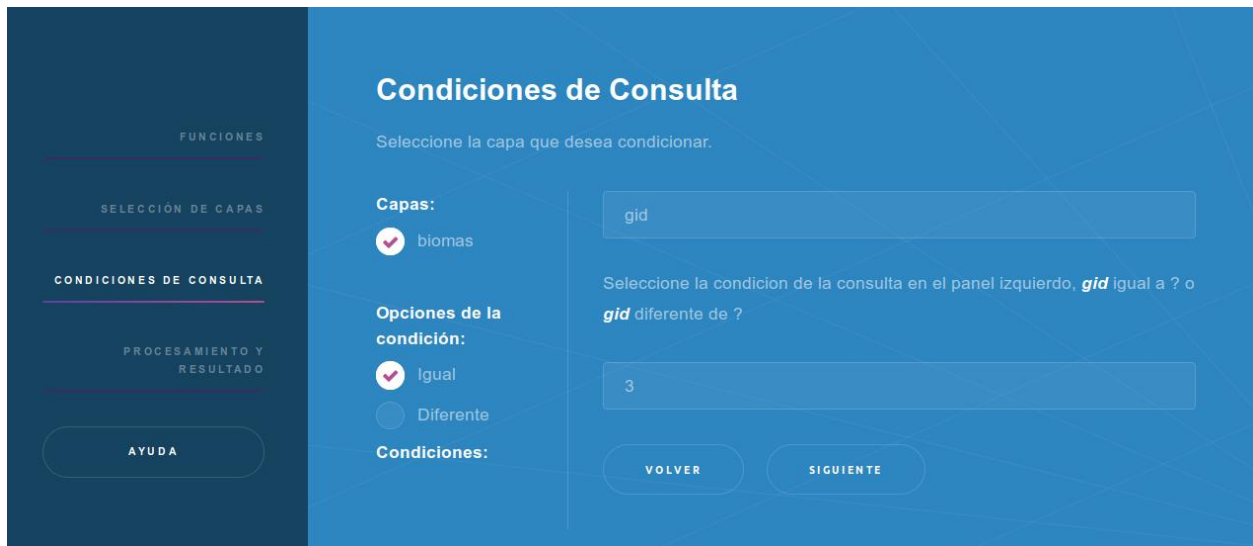 FUNCIONES
SELECCIÓN DE CAPAS
CONDICIONES DE CONSULTA
PROCESAMIENTO Y
RESULTADO
AYUDA
Condiciones de Consulta
Seleccione la capa que desea condicionar.
Capas:
biomas
Opciones de la
condición:
Igual
Diferente
Condiciones:
gid
Seleccione la condicion de la consulta en el panel izquierdo, gid igual a ? o
gid diferente de ?
3
VOLVER
SIGUIENTE